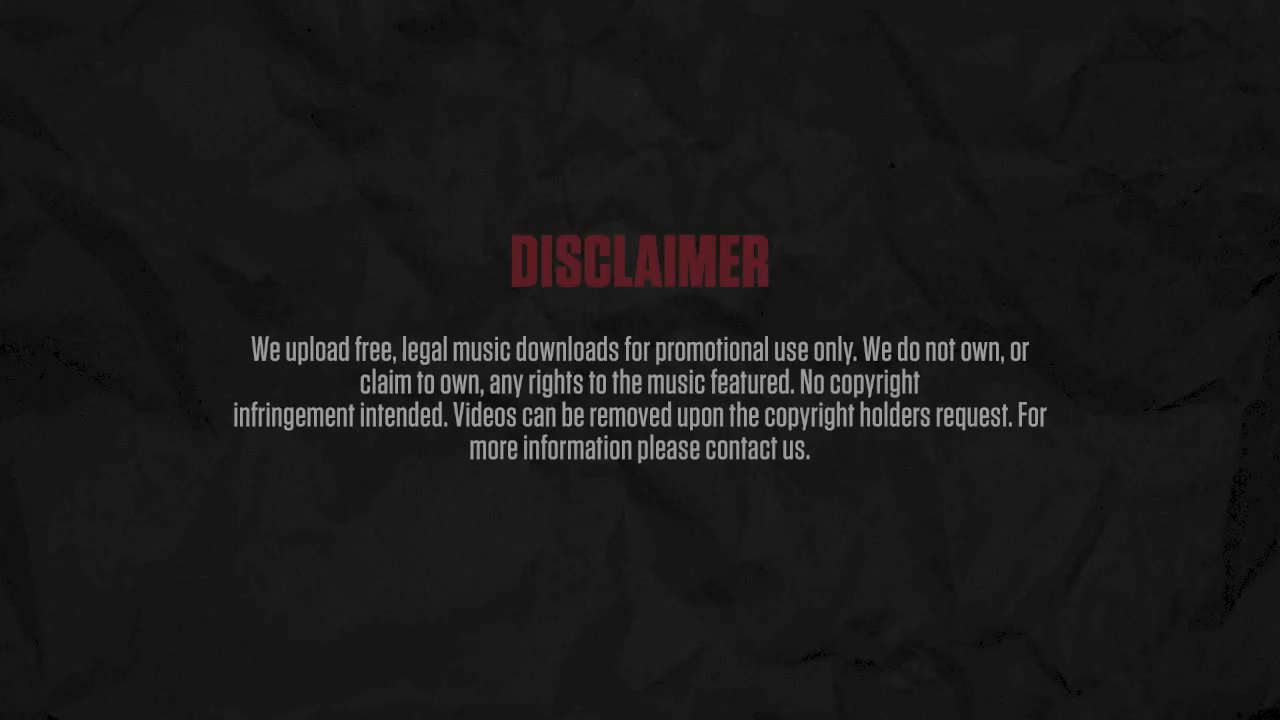 DISCLAIMER
We upload free, legal music downloads for promotional use only. We do not own, or
claim to own, any rights to the music featured. No copyright
infringement intended. Videos can be removed upon the copyright holders request. For
more information please contact us.